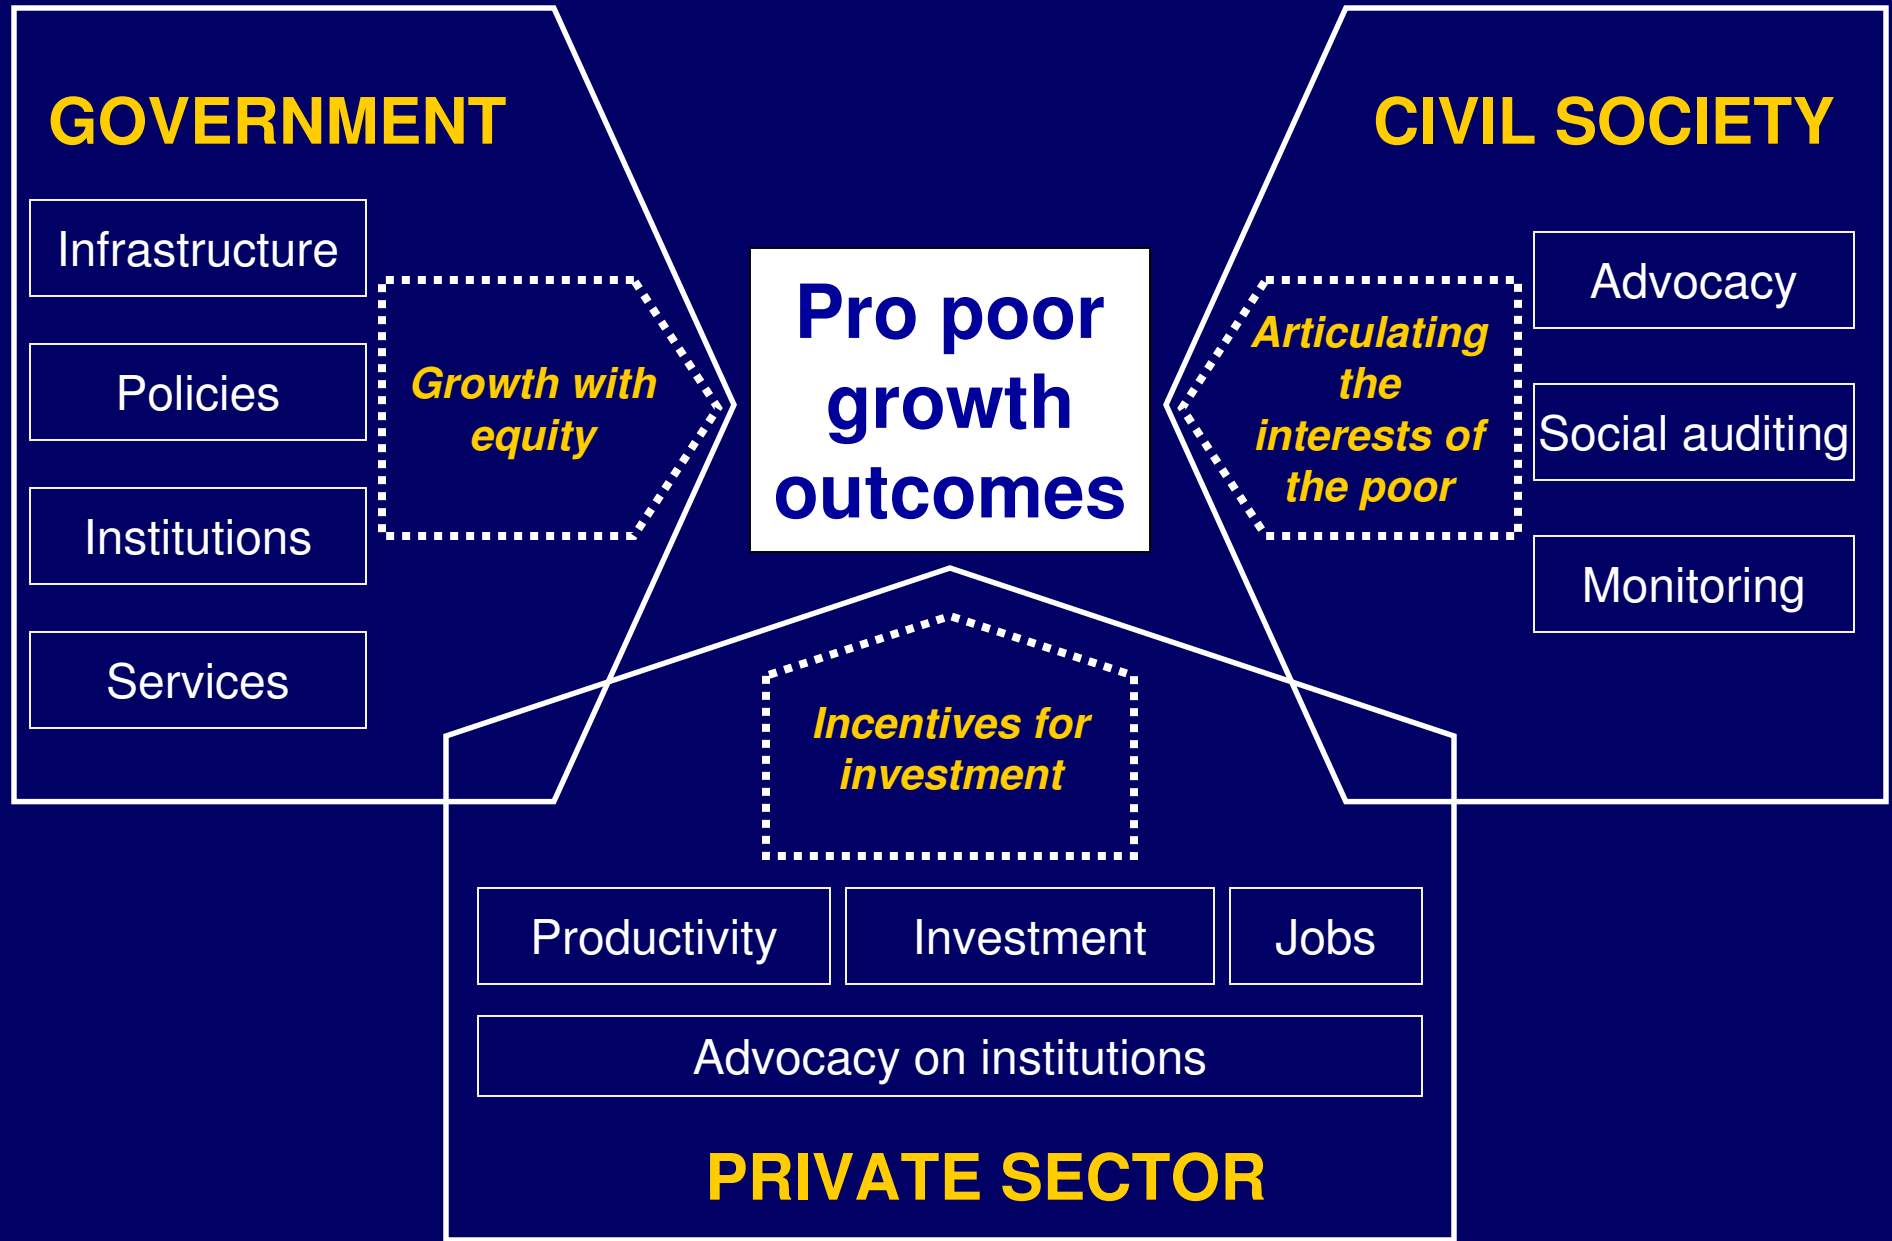 GOVERNMENT
Infrastructure
Policies
Institutions
Services
Growth with
equity
Pro poor
growth
outcomes
CIVIL SOCIETY
Articulating
the
interests of
the poor
Advocacy
Social auditing
Monitoring
Incentives for
investment
Productivity
Investment
Jobs
Advocacy on institutions
PRIVATE SECTOR